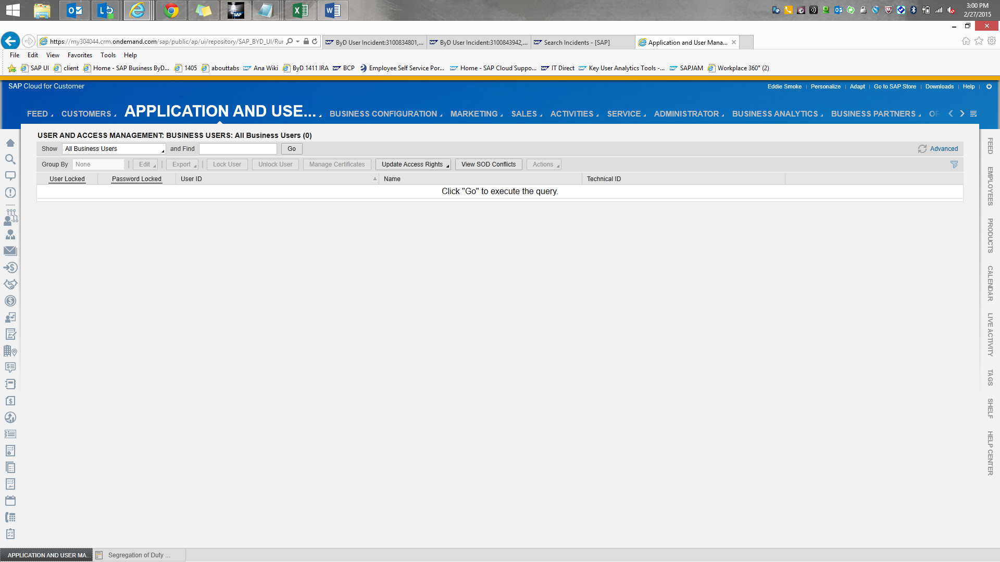 3:00 PM
2/27/2015
https://my304044.crm.ondemand.com/sap/public/ap/ui/repository/SAP_BYD_UI/Rur
ByD User Incident:3100834801,...
ByD User Incident:3100843942,...
Search Incidents - [SAP]
Application and User Mana...
File Edit View Favorites Tools Help
SAP UI client Home - SAP Business ByD... 1405 abouttabs Ana Wiki ByD 1411 IRA BCP Employee Self Service Por... Home - SAP Cloud Suppo... IT Direct Key User Analytics Tools -... SAPJAM Workplace 360° (2)
SAP Cloud for Customer
Eddie Smoke | Personalize | Adapt | Go to SAP Store | Downloads | Help |
FEED CUSTOMERS APPLICATION AND USE... BUSINESS CONFIGURATION MARKETING SALES ACTIVITIES SERVICE ADMINISTRATOR BUSINESS ANALYTICS BUSINESS PARTNERS
USER AND ACCESS MANAGEMENT: BUSINESS USERS: All Business Users (0)
Show All Business Users and Find Go Advanced
Group By None Edit Export Lock User Unlock User Manage Certificates Update Access Rights View SOD Conflicts Actions
User Locked Password Locked User ID Name Technical ID
Click "Go" to execute the query.
FEED
EMPLOYEES
PRODUCTS
CALENDAR
LIVE ACTIVITY
TAGS
SHELF
HELP CENTER
APPLICATION AND USER MA... Segregation of Duty ...